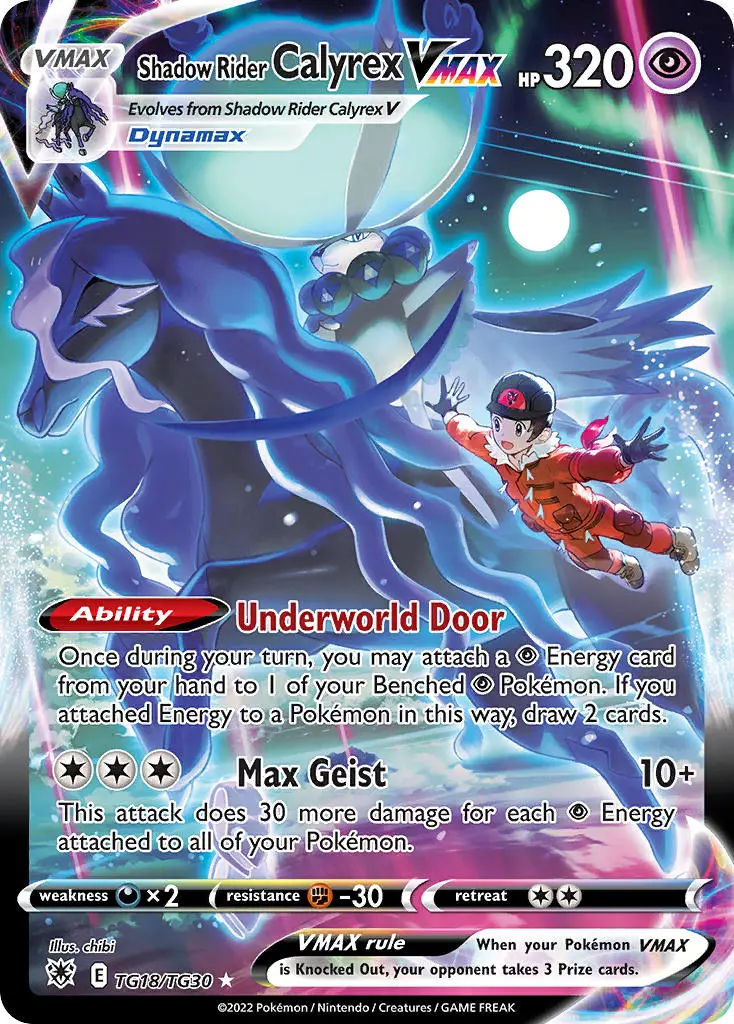 VMAX
Shadow Rider Calyrex VMAX HP 320
Evolves from Shadow Rider Calyrex V
Dynamax
Ability Underworld Door
Once during your turn, you may attach a Energy card
from your hand to 1 of your Benched Pokémon. If you
attached Energy to a Pokémon in this way, draw 2 cards.
Max Geist 10+
This attack does 30 more damage for each Energy
attached to all of your Pokémon.
weakness ×2 resistance -30 retreat
Illus. chibi
VMAX rule When your Pokémon VMAX
is Knocked Out, your opponent takes 3 Prize cards.
E TG18/TG30
©2022 Pokémon / Nintendo / Creatures / GAME FREAK